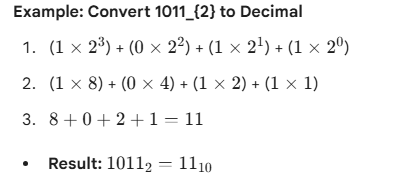 Example: Convert 1011_{2} to Decimal
1. (1 × 2³) + (0 × 2²) + (1 × 2¹) + (1 × 2⁰)
2. (1 × 8) + (0 × 4) + (1 × 2) + (1 × 1)
3. 8 + 0 + 2 + 1 = 11
• Result: 1011₂ = 11₁₀